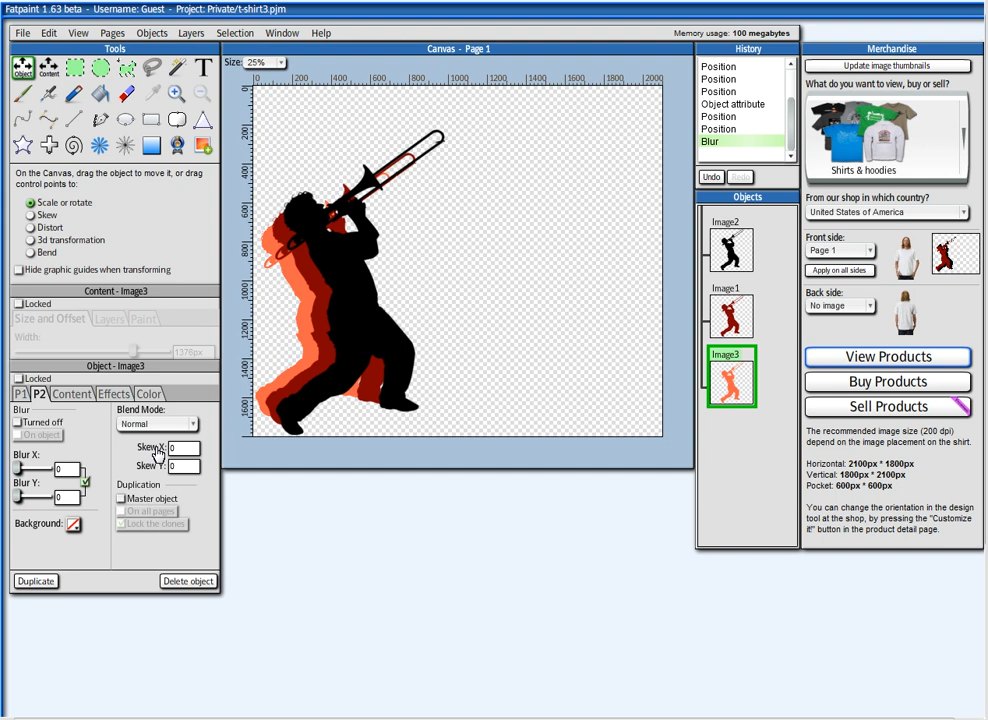 Fatpaint 1.63 beta - Username: Guest - Project: Private/t-shirt3.pjm
File Edit View Pages Objects Layers Selection Window Help
Memory usage: 100 megabytes
Tools
Object
Content
T
On the Canvas, drag the object to move it, or drag
control points to:
Scale or rotate
Skew
Distort
3d transformation
Bend
Hide graphic guides when transforming
Content - Image3
Locked
Size and Offset Layers Paint
Width:
1376px
Object - Image3
Locked
P1 P2 Content Effects Color
Blur
Turned off
On object
Blur X:
0
Blur Y:
0
Background:
Blend Mode:
Normal
Skew X: 0
Skew Y: 0
Duplication
Master object
On all pages
Lock the clones
Duplicate
Delete object
Canvas - Page 1
Size: 25%
0 200 400 600 800 1000 1200 1400 1600 1800 2000
0 200 400 600 800 1000 1200 1400 1600
History
Position
Position
Position
Object attribute
Position
Position
Blur
Undo Redo
Objects
Image2
Image1
Image3
Merchandise
Update image thumbnails
What do you want to view, buy or sell?
Shirts & hoodies
From our shop in which country?
United States of America
Front side:
Page 1
Apply on all sides
Back side:
No image
View Products
Buy Products
Sell Products
The recommended image size (200 dpi)
depend on the image placement on the shirt.
Horizontal: 2100px * 1800px
Vertical: 1800px * 2100px
Pocket: 600px * 600px
You can change the orientation in the design
tool at the shop, by pressing the "Customize
it!" button in the product detail page.